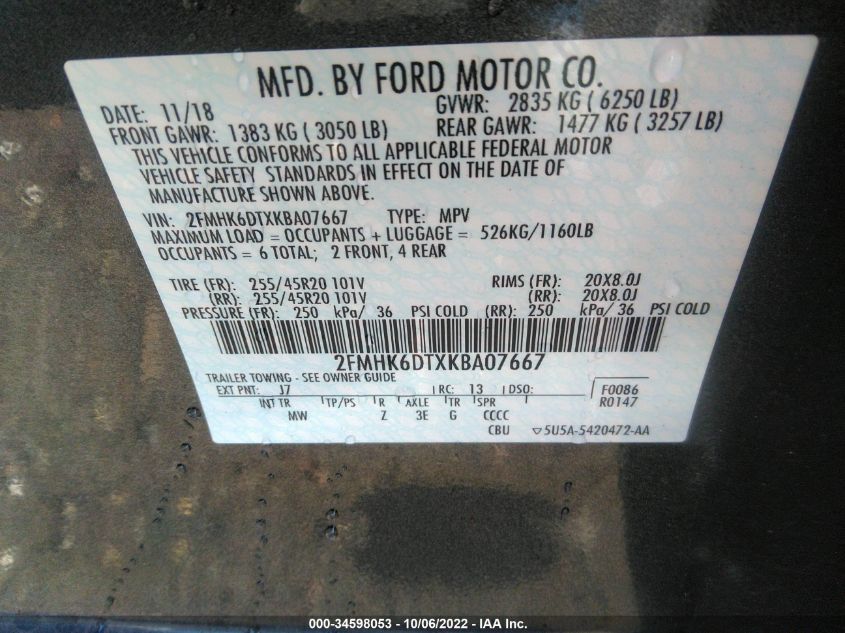 MFD. BY FORD MOTOR CO.
DATE: 11/18 GVWR: 2835 KG ( 6250 LB)
FRONT GAWR: 1383 KG ( 3050 LB) REAR GAWR: 1477 KG ( 3257 LB)
THIS VEHICLE CONFORMS TO ALL APPLICABLE FEDERAL MOTOR
VEHICLE SAFETY STANDARDS IN EFFECT ON THE DATE OF
MANUFACTURE SHOWN ABOVE.
VIN: 2FMHK6DTXKBA07667 TYPE: MPV
MAXIMUM LOAD = OCCUPANTS + LUGGAGE = 526KG/1160LB
OCCUPANTS = 6 TOTAL; 2 FRONT, 4 REAR
TIRE (FR): 255/45R20 101V RIMS (FR): 20X8.0J
(RR): 255/45R20 101V (RR): 20X8.0J
PRESSURE (FR): 250 kPa/ 36 PSI COLD (RR): 250 kPa/ 36 PSI COLD
2FMHK6DTXKBA07667
TRAILER TOWING - SEE OWNER GUIDE
EXT PNT: J7 RC: 13 DSO: F0086
INT TR TP/PS R AXLE TR SPR R0147
MW Z 3E G CCCC
CBU ▽5U5A-5420472-AA
000-34598053 - 10/06/2022 - IAA Inc.